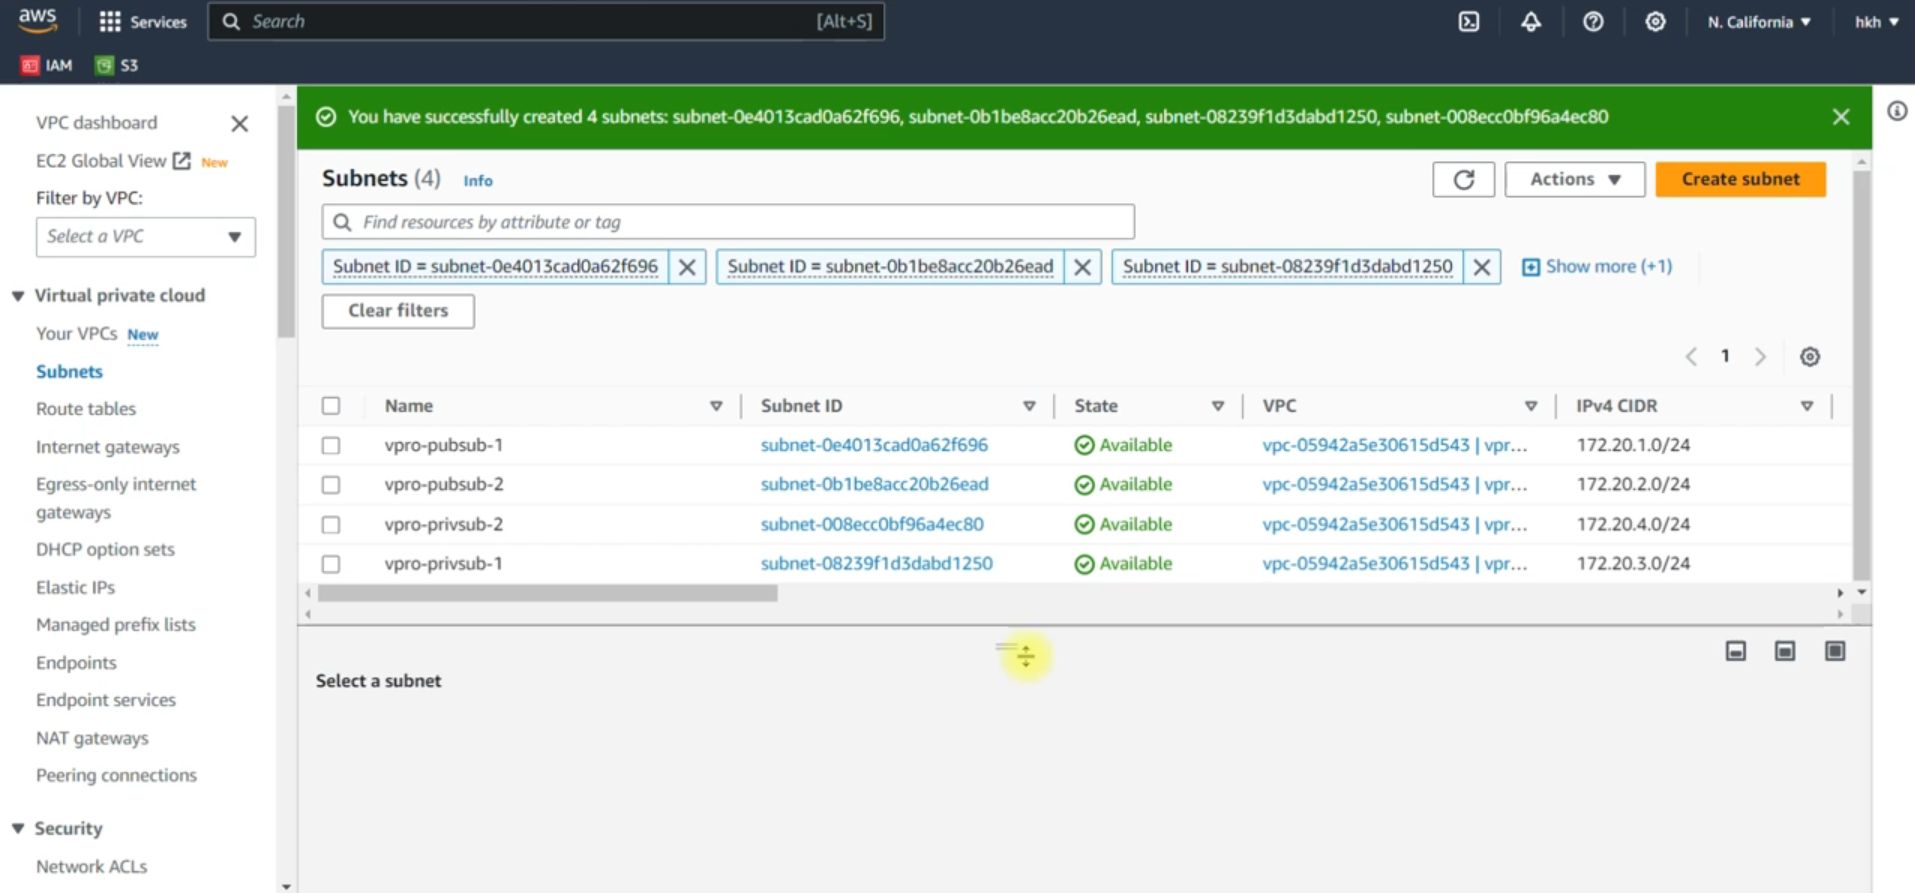 aws
Services
Search
[Alt+S]
N. California
hkh
IAM
S3
VPC dashboard
EC2 Global View New
Filter by VPC:
Select a VPC
Virtual private cloud
Your VPCs New
Subnets
Route tables
Internet gateways
Egress-only internet
gateways
DHCP option sets
Elastic IPs
Managed prefix lists
Endpoints
Endpoint services
NAT gateways
Peering connections
Security
Network ACLs
You have successfully created 4 subnets: subnet-0e4013cad0a62f696, subnet-0b1be8acc20b26ead, subnet-08239f1d3dabd1250, subnet-008ecc0bf96a4ec80
Subnets (4) Info
Actions
Create subnet
Find resources by attribute or tag
Subnet ID = subnet-0e4013cad0a62f696
Subnet ID = subnet-0b1be8acc20b26ead
Subnet ID = subnet-08239f1d3dabd1250
Show more (+1)
Clear filters
1
Name Subnet ID State VPC IPv4 CIDR
vpro-pubsub-1 subnet-0e4013cad0a62f696 Available vpc-05942a5e30615d543 | vpr... 172.20.1.0/24
vpro-pubsub-2 subnet-0b1be8acc20b26ead Available vpc-05942a5e30615d543 | vpr... 172.20.2.0/24
vpro-privsub-2 subnet-008ecc0bf96a4ec80 Available vpc-05942a5e30615d543 | vpr... 172.20.4.0/24
vpro-privsub-1 subnet-08239f1d3dabd1250 Available vpc-05942a5e30615d543 | vpr... 172.20.3.0/24
Select a subnet